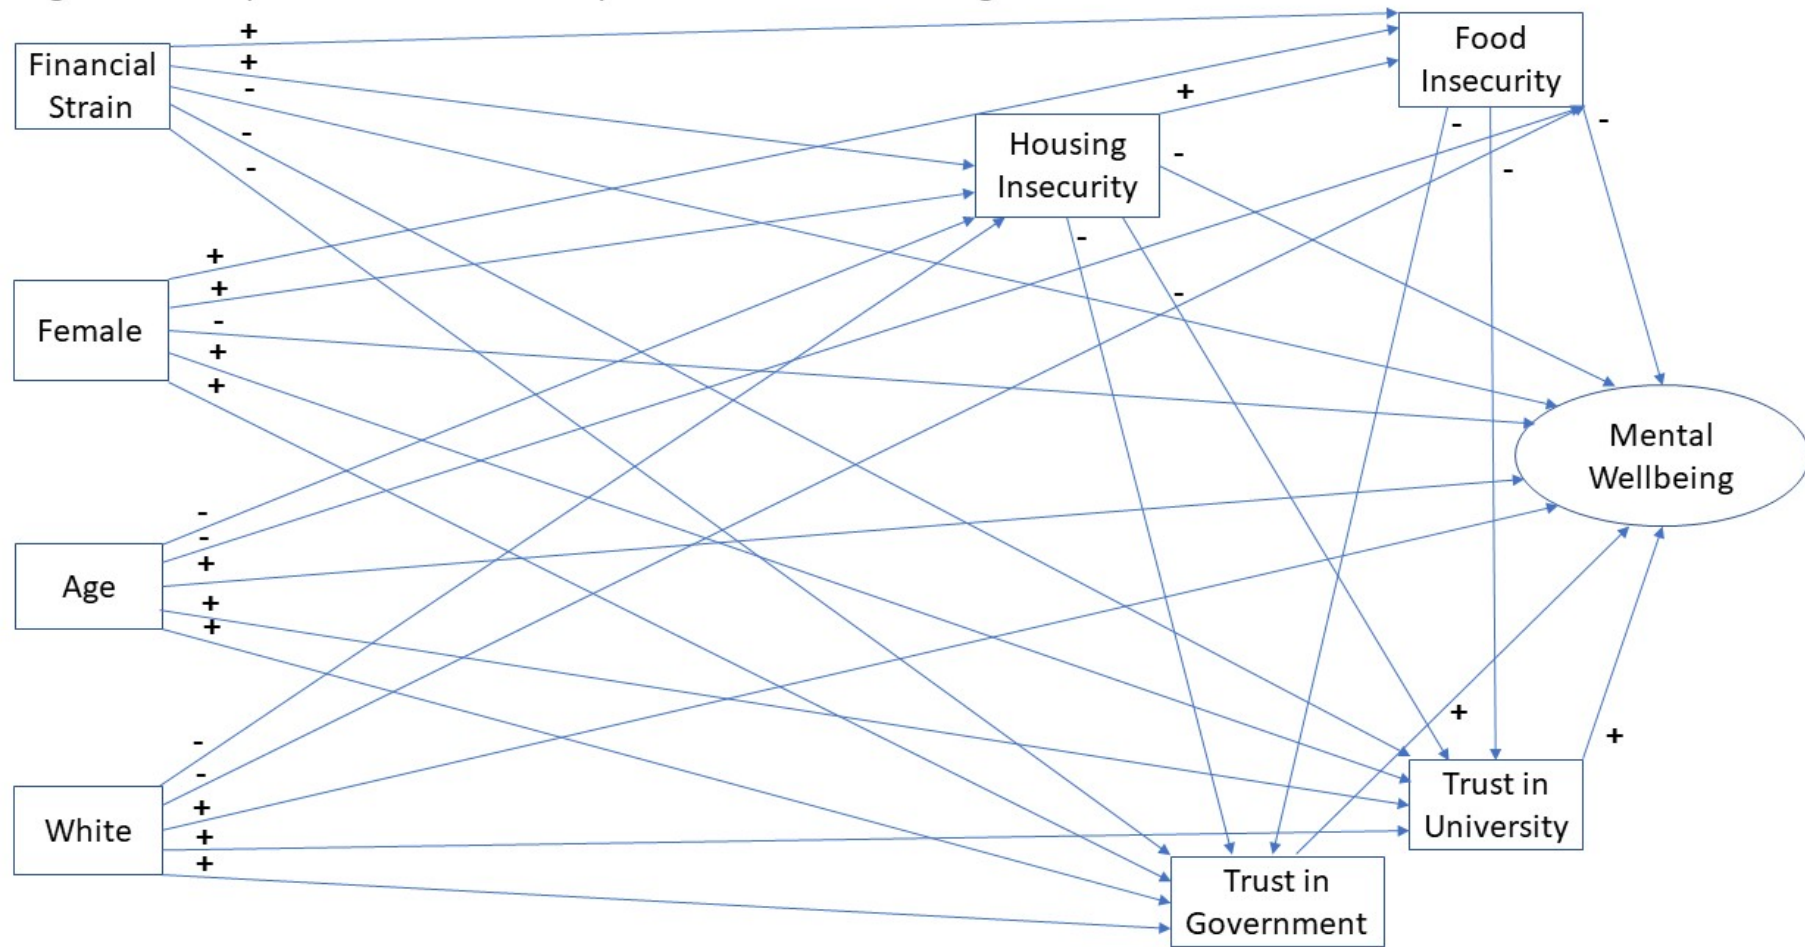 +
+
-
-
-
Financial
Strain
+
+
-
+
+
Female
-
-
+
+
+
Age
-
-
+
+
+
White
+
-
Housing
Insecurity
-
-
Food
Insecurity
-
-
-
Mental
Wellbeing
+
+
Trust in
University
Trust in
Government